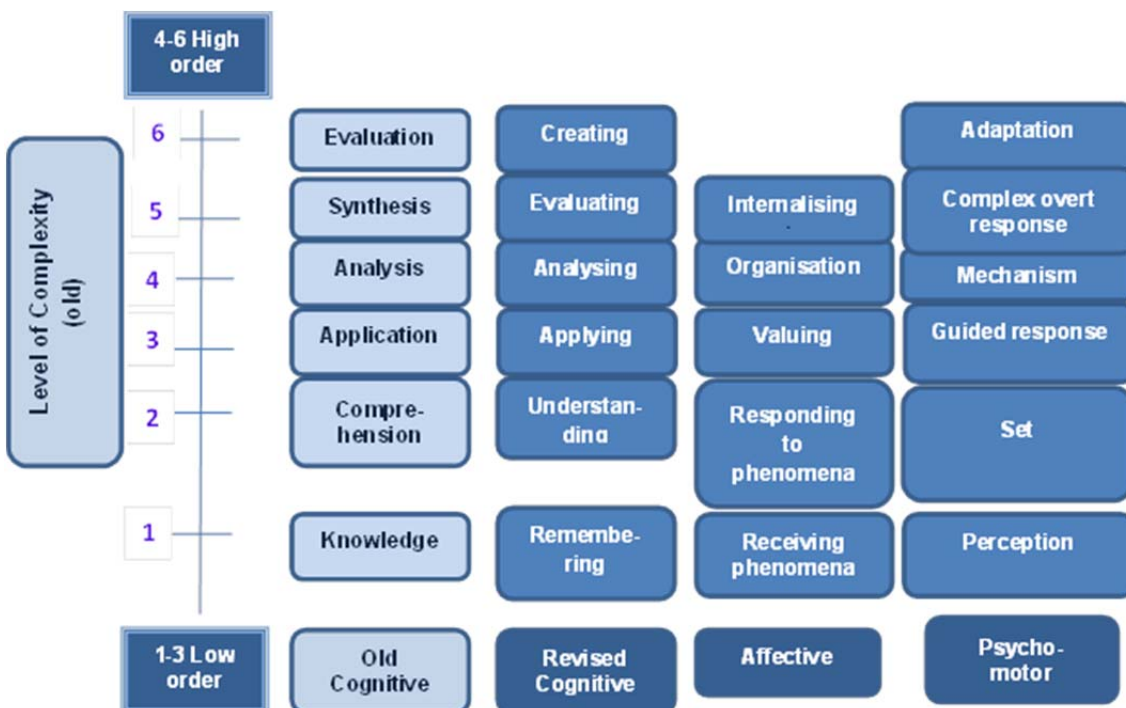 4-6 High
order
Level of Complexity
(old)
6
Evaluation
Creating
Adaptation
5
Synthesis
Evaluating
Internalising
.
Complex overt
response
4
Analysis
Analysing
Organisation
Mechanism
3
Application
Applying
Valuing
Guided response
2
Compre-
hension
Understan-
ding
Responding
to
phenomena
Set
1
Knowledge
Remembe-
ring
Receiving
phenomena
Perception
1-3 Low
order
Old
Cognitive
Revised
Cognitive
Affective
Psycho-
motor